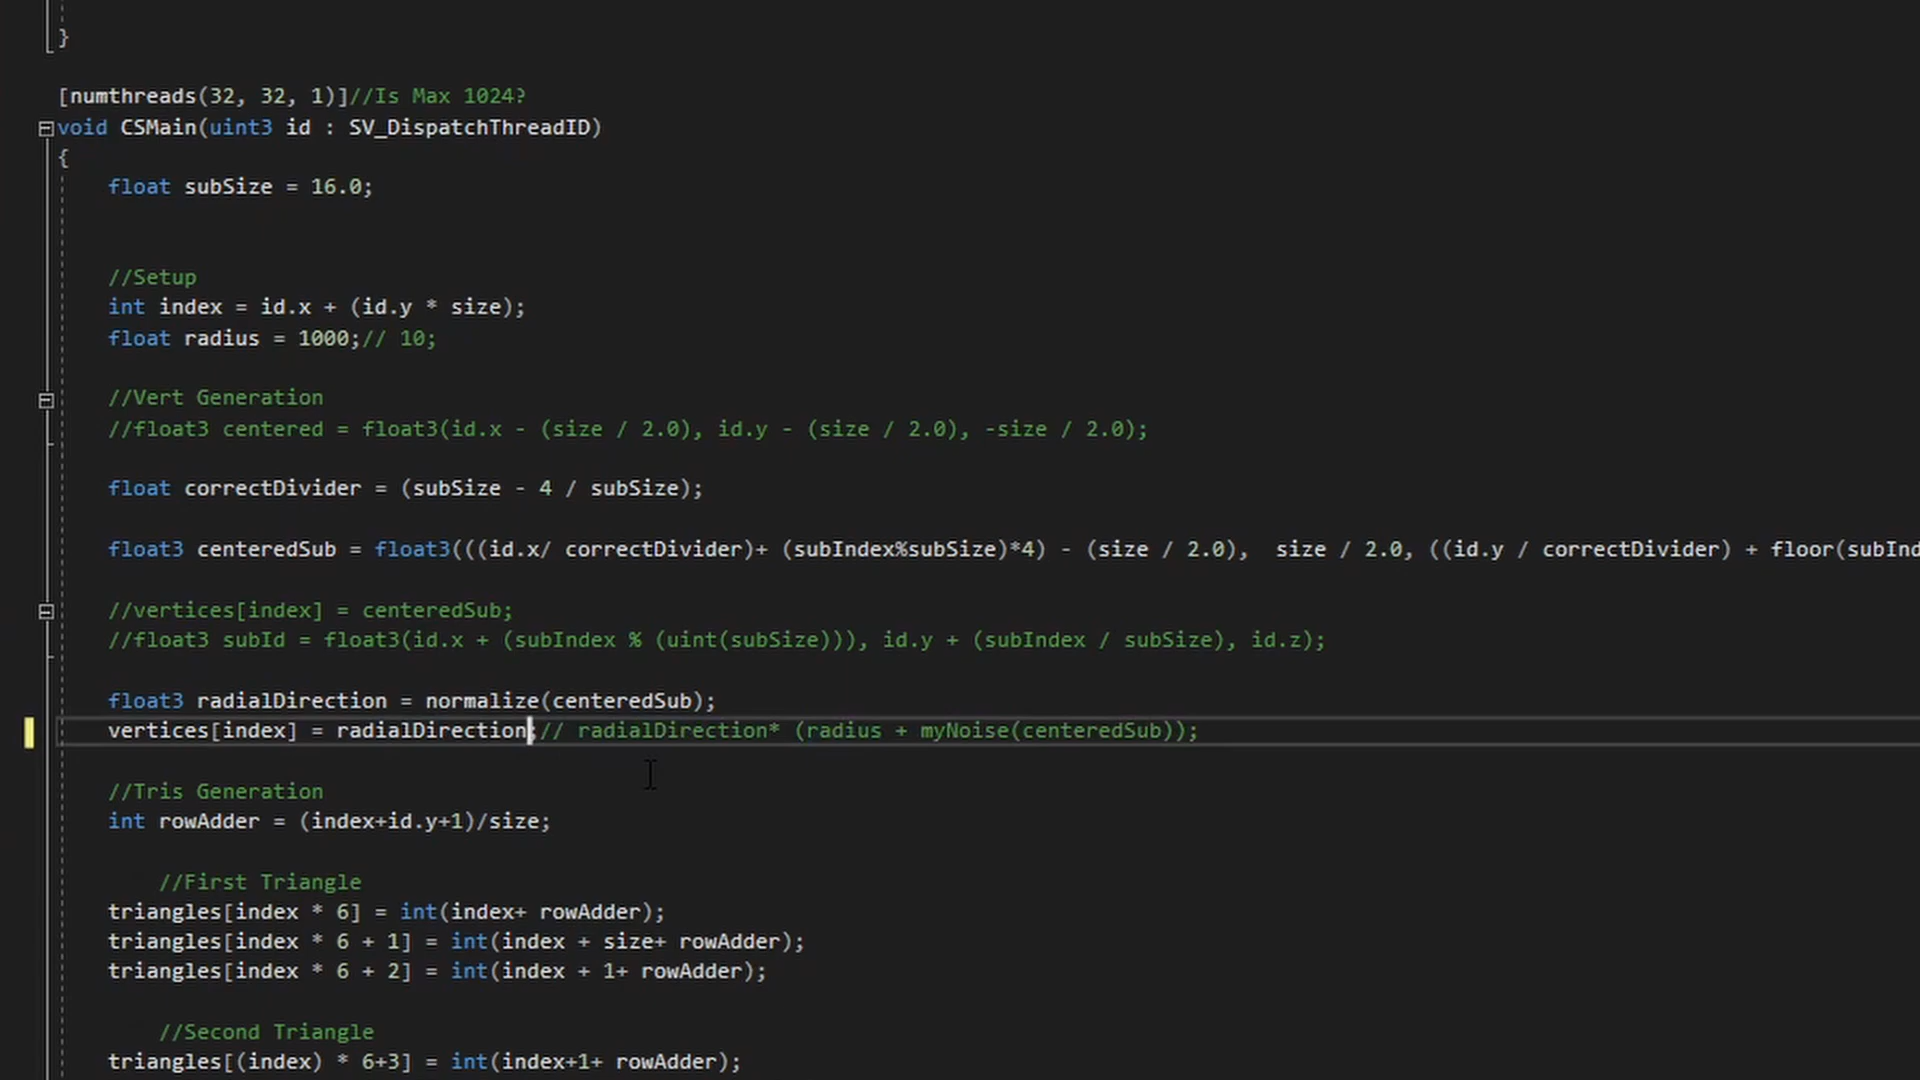 }
[numthreads(32, 32, 1)]//Is Max 1024?
void CSMain(uint3 id : SV_DispatchThreadID)
{
float subSize = 16.0;
//Setup
int index = id.x + (id.y * size);
float radius = 1000;// 10;
//Vert Generation
//float3 centered = float3(id.x - (size / 2.0), id.y - (size / 2.0), -size / 2.0);
float correctDivider = (subSize - 4 / subSize);
float3 centeredSub = float3(((id.x/ correctDivider)+ (subIndex%subSize)*4) - (size / 2.0),  size / 2.0, ((id.y / correctDivider) + floor(subInd
//vertices[index] = centeredSub;
//float3 subId = float3(id.x + (subIndex % (uint(subSize))), id.y + (subIndex / subSize), id.z);
float3 radialDirection = normalize(centeredSub);
vertices[index] = radialDirection;// radialDirection* (radius + myNoise(centeredSub));
//Tris Generation
int rowAdder = (index+id.y+1)/size;
//First Triangle
triangles[index * 6] = int(index+ rowAdder);
triangles[index * 6 + 1] = int(index + size+ rowAdder);
triangles[index * 6 + 2] = int(index + 1+ rowAdder);
//Second Triangle
triangles[(index) * 6+3] = int(index+1+ rowAdder);